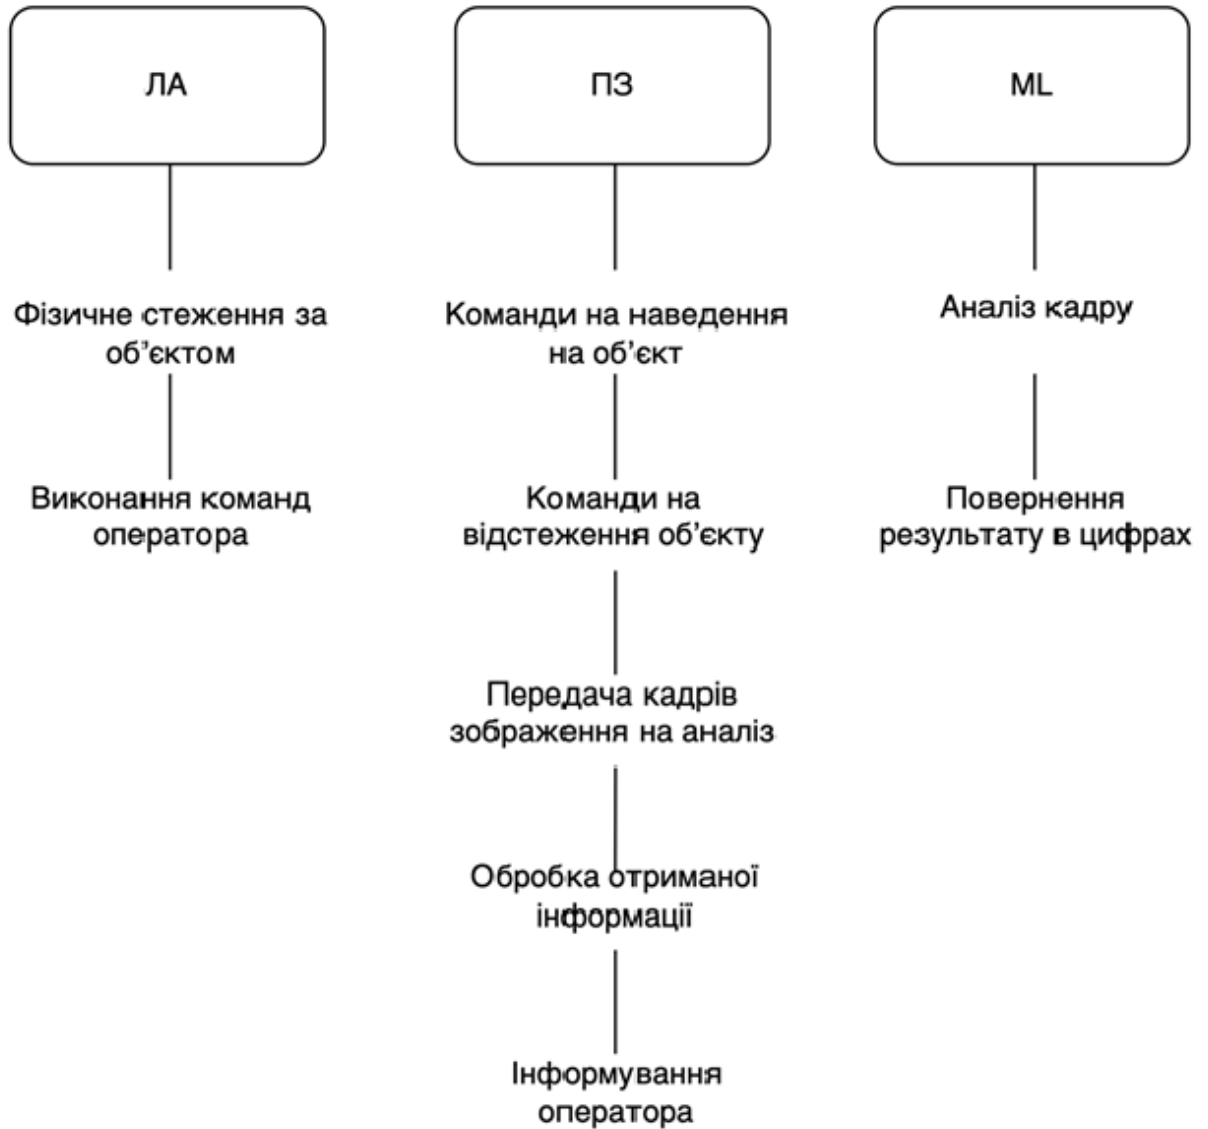 ЛА
Фізичне стеження за
об’єктом
Виконання команд
оператора
ПЗ
Команди на наведення
на об’єкт
Команди на
відстеження об’єкту
Передача кадрів
зображення на аналіз
Обробка отриманої
інформації
Інформування
оператора
ML
Аналіз кадру
Повернення
результату в цифрах